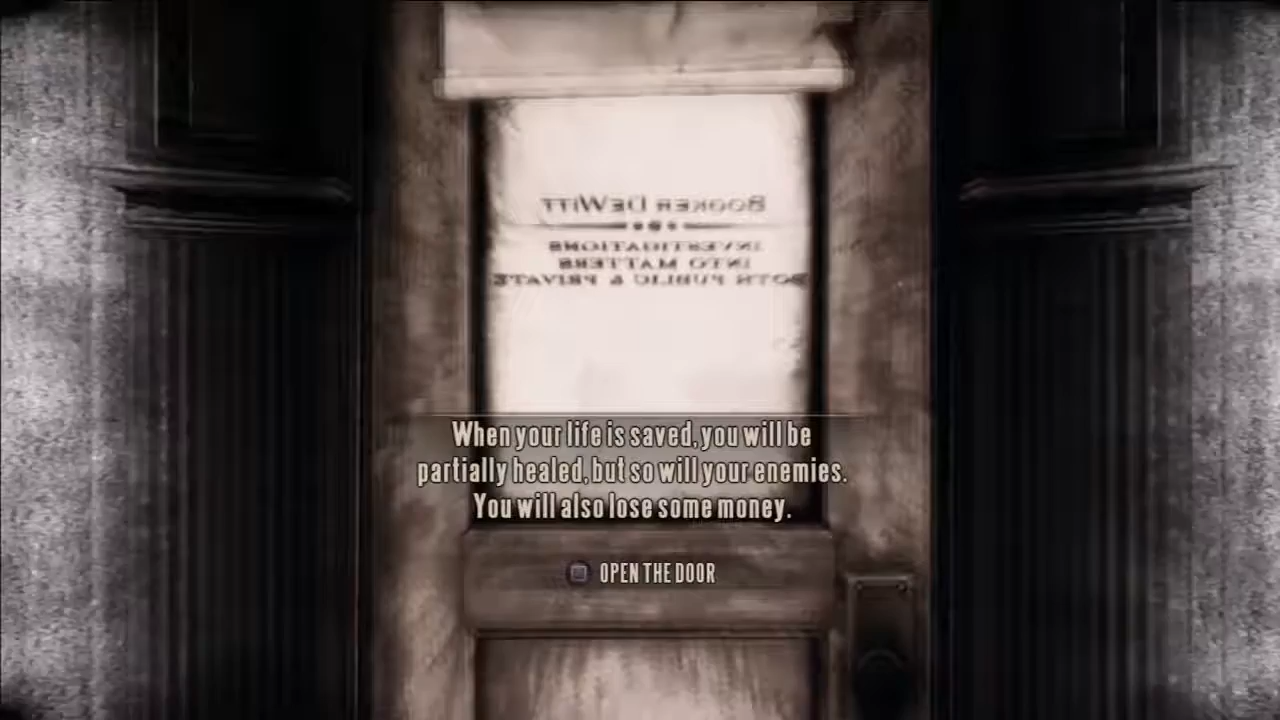 BOOKER DEWITT
INVESTIGATIONS
INTO MATTERS
BOTH PUBLIC & PRIVATE
When your life is saved, you will be
partially healed, but so will your enemies.
You will also lose some money.
OPEN THE DOOR